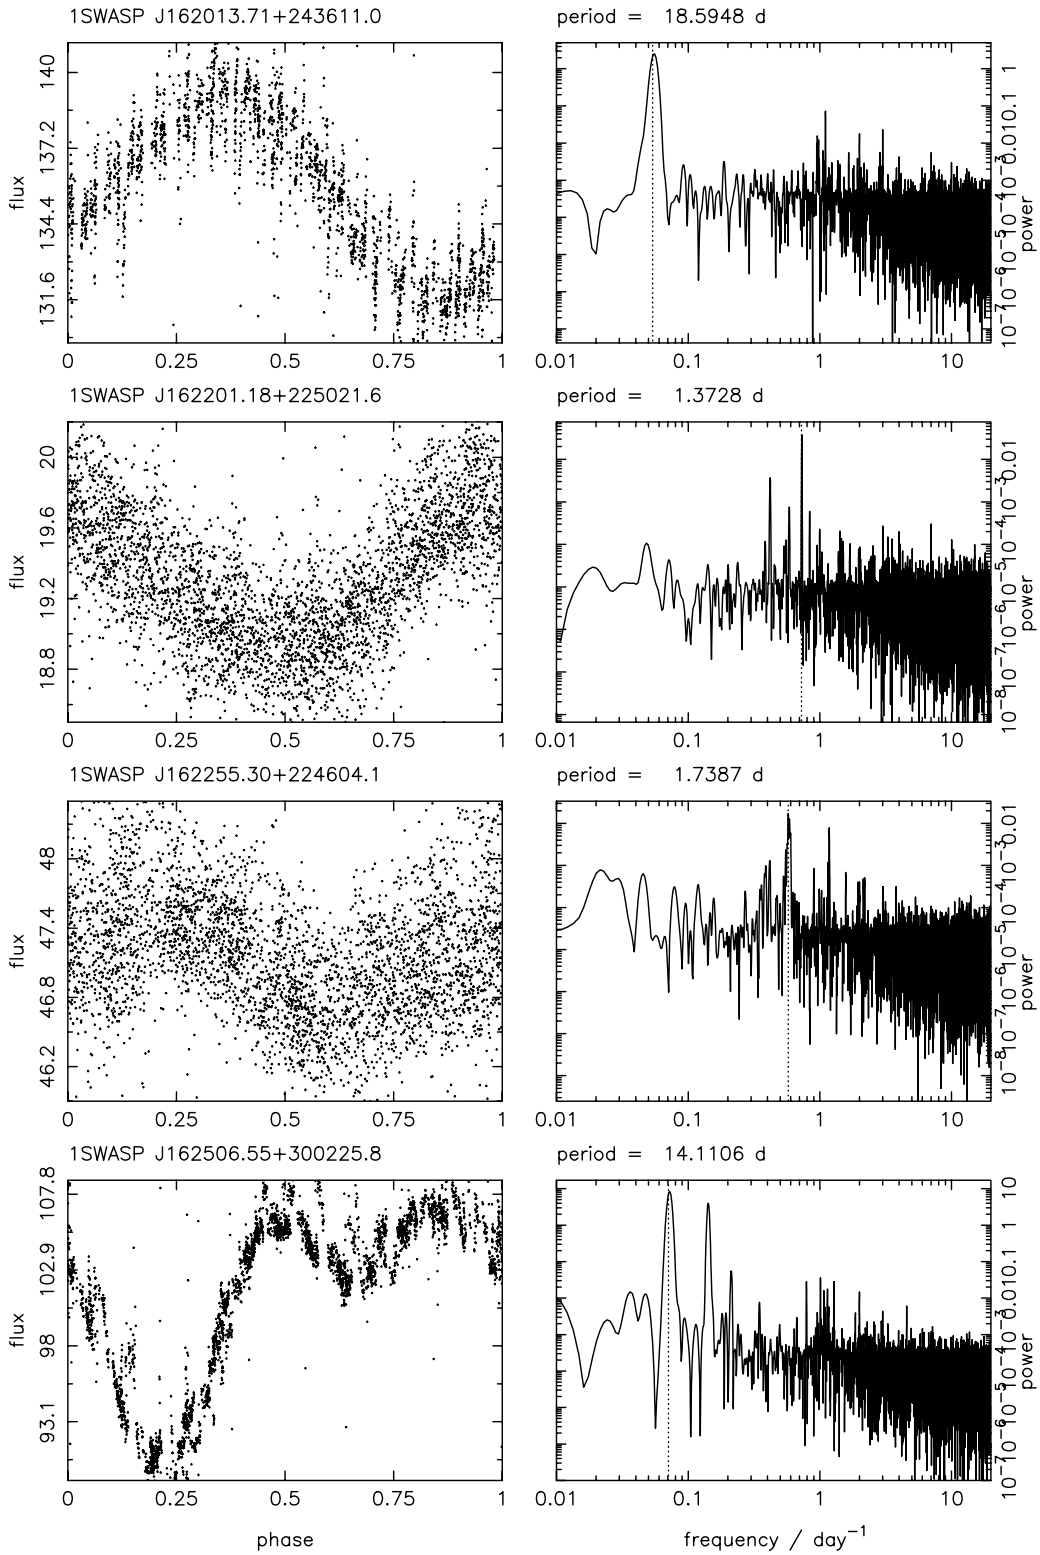 1SWASP J162013.71+243611.0
period = 18.5948 d
flux
140
137.2
134.4
131.6
0 0.25 0.5 0.75 1
1
0.1
0.01
10⁻³
10⁻⁴
10⁻⁵
10⁻⁶
10⁻⁷
power
0.01 0.1 1 10
1SWASP J162201.18+225021.6
period = 1.3728 d
flux
20
19.6
19.2
18.8
0 0.25 0.5 0.75 1
0.01
10⁻³
10⁻⁴
10⁻⁵
10⁻⁶
10⁻⁷
10⁻⁸
power
0.01 0.1 1 10
1SWASP J162255.30+224604.1
period = 1.7387 d
flux
48
47.4
46.8
46.2
0 0.25 0.5 0.75 1
0.01
10⁻³
10⁻⁴
10⁻⁵
10⁻⁶
10⁻⁷
10⁻⁸
power
0.01 0.1 1 10
1SWASP J162506.55+300225.8
period = 14.1106 d
flux
107.8
102.9
98
93.1
0 0.25 0.5 0.75 1
phase
10
1
0.1
0.01
10⁻³
10⁻⁴
10⁻⁵
10⁻⁶
10⁻⁷
power
0.01 0.1 1 10
frequency / day⁻¹